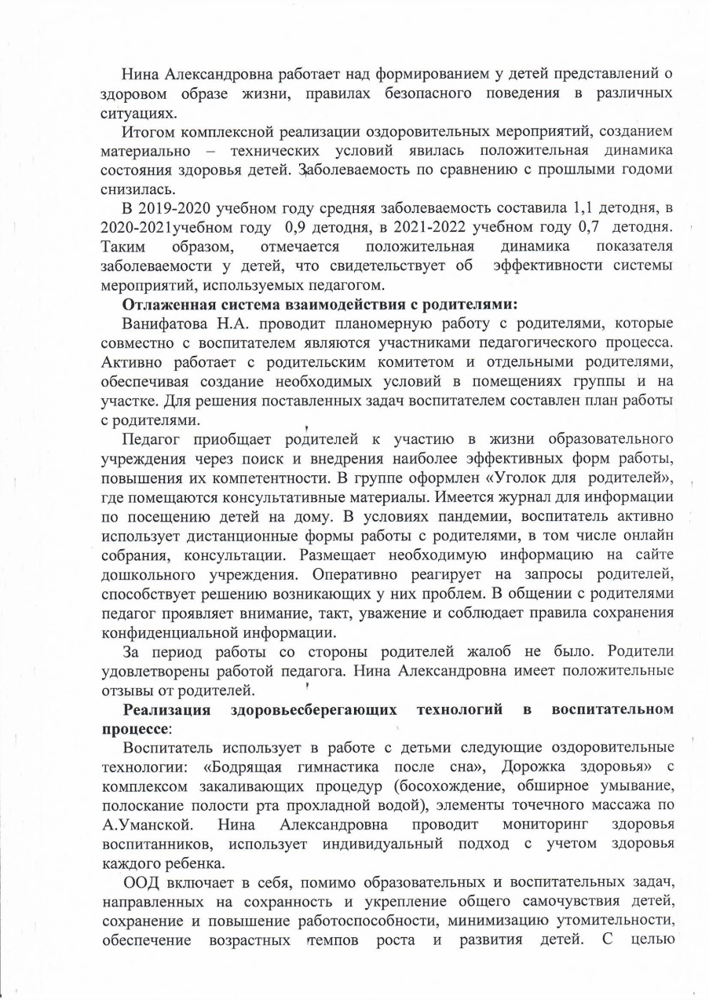 Нина Александровна работает над формированием у детей представлений о
здоровом образе жизни, правилах безопасного поведения в различных
ситуациях.
Итогом комплексной реализации оздоровительных мероприятий, созданием
материально – технических условий явилась положительная динамика
состояния здоровья детей. Заболеваемость по сравнению с прошлыми годоми
снизилась.
В 2019-2020 учебном году средняя заболеваемость составила 1,1 детодня, в
2020-2021учебном году 0,9 детодня, в 2021-2022 учебном году 0,7 детодня.
Таким образом, отмечается положительная динамика показателя
заболеваемости у детей, что свидетельствует об эффективности системы
мероприятий, используемых педагогом.
Отлаженная система взаимодействия с родителями:
Ванифатова Н.А. проводит планомерную работу с родителями, которые
совместно с воспитателем являются участниками педагогического процесса.
Активно работает с родительским комитетом и отдельными родителями,
обеспечивая создание необходимых условий в помещениях группы и на
участке. Для решения поставленных задач воспитателем составлен план работы
с родителями.
Педагог приобщает родителей к участию в жизни образовательного
учреждения через поиск и внедрения наиболее эффективных форм работы,
повышения их компетентности. В группе оформлен «Уголок для родителей»,
где помещаются консультативные материалы. Имеется журнал для информации
по посещению детей на дому. В условиях пандемии, воспитатель активно
использует дистанционные формы работы с родителями, в том числе онлайн
собрания, консультации. Размещает необходимую информацию на сайте
дошкольного учреждения. Оперативно реагирует на запросы родителей,
способствует решению возникающих у них проблем. В общении с родителями
педагог проявляет внимание, такт, уважение и соблюдает правила сохранения
конфиденциальной информации.
За период работы со стороны родителей жалоб не было. Родители
удовлетворены работой педагога. Нина Александровна имеет положительные
отзывы от родителей.
Реализация здоровьесберегающих технологий в воспитательном
процессе:
Воспитатель использует в работе с детьми следующие оздоровительные
технологии: «Бодрящая гимнастика после сна», Дорожка здоровья» с
комплексом закаливающих процедур (босохождение, обширное умывание,
полоскание полости рта прохладной водой), элементы точечного массажа по
А.Уманской. Нина Александровна проводит мониторинг здоровья
воспитанников, использует индивидуальный подход с учетом здоровья
каждого ребенка.
ООД включает в себя, помимо образовательных и воспитательных задач,
направленных на сохранность и укрепление общего самочувствия детей,
сохранение и повышение работоспособности, минимизацию утомительности,
обеспечение возрастных темпов роста и развития детей. С целью